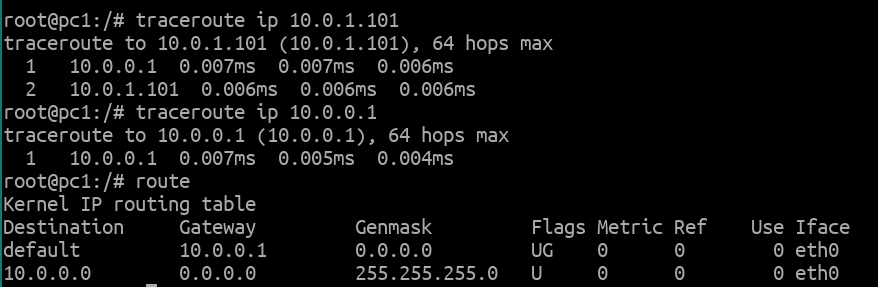 root@pc1:/# traceroute ip 10.0.1.101
traceroute to 10.0.1.101 (10.0.1.101), 64 hops max
  1   10.0.0.1  0.007ms  0.007ms  0.006ms
  2   10.0.1.101  0.006ms  0.006ms  0.006ms
root@pc1:/# traceroute ip 10.0.0.1
traceroute to 10.0.0.1 (10.0.0.1), 64 hops max
  1   10.0.0.1  0.007ms  0.005ms  0.004ms
root@pc1:/# route
Kernel IP routing table
Destination     Gateway         Genmask         Flags Metric Ref    Use Iface
default         10.0.0.1        0.0.0.0         UG    0      0        0 eth0
10.0.0.0        0.0.0.0         255.255.255.0   U     0      0        0 eth0